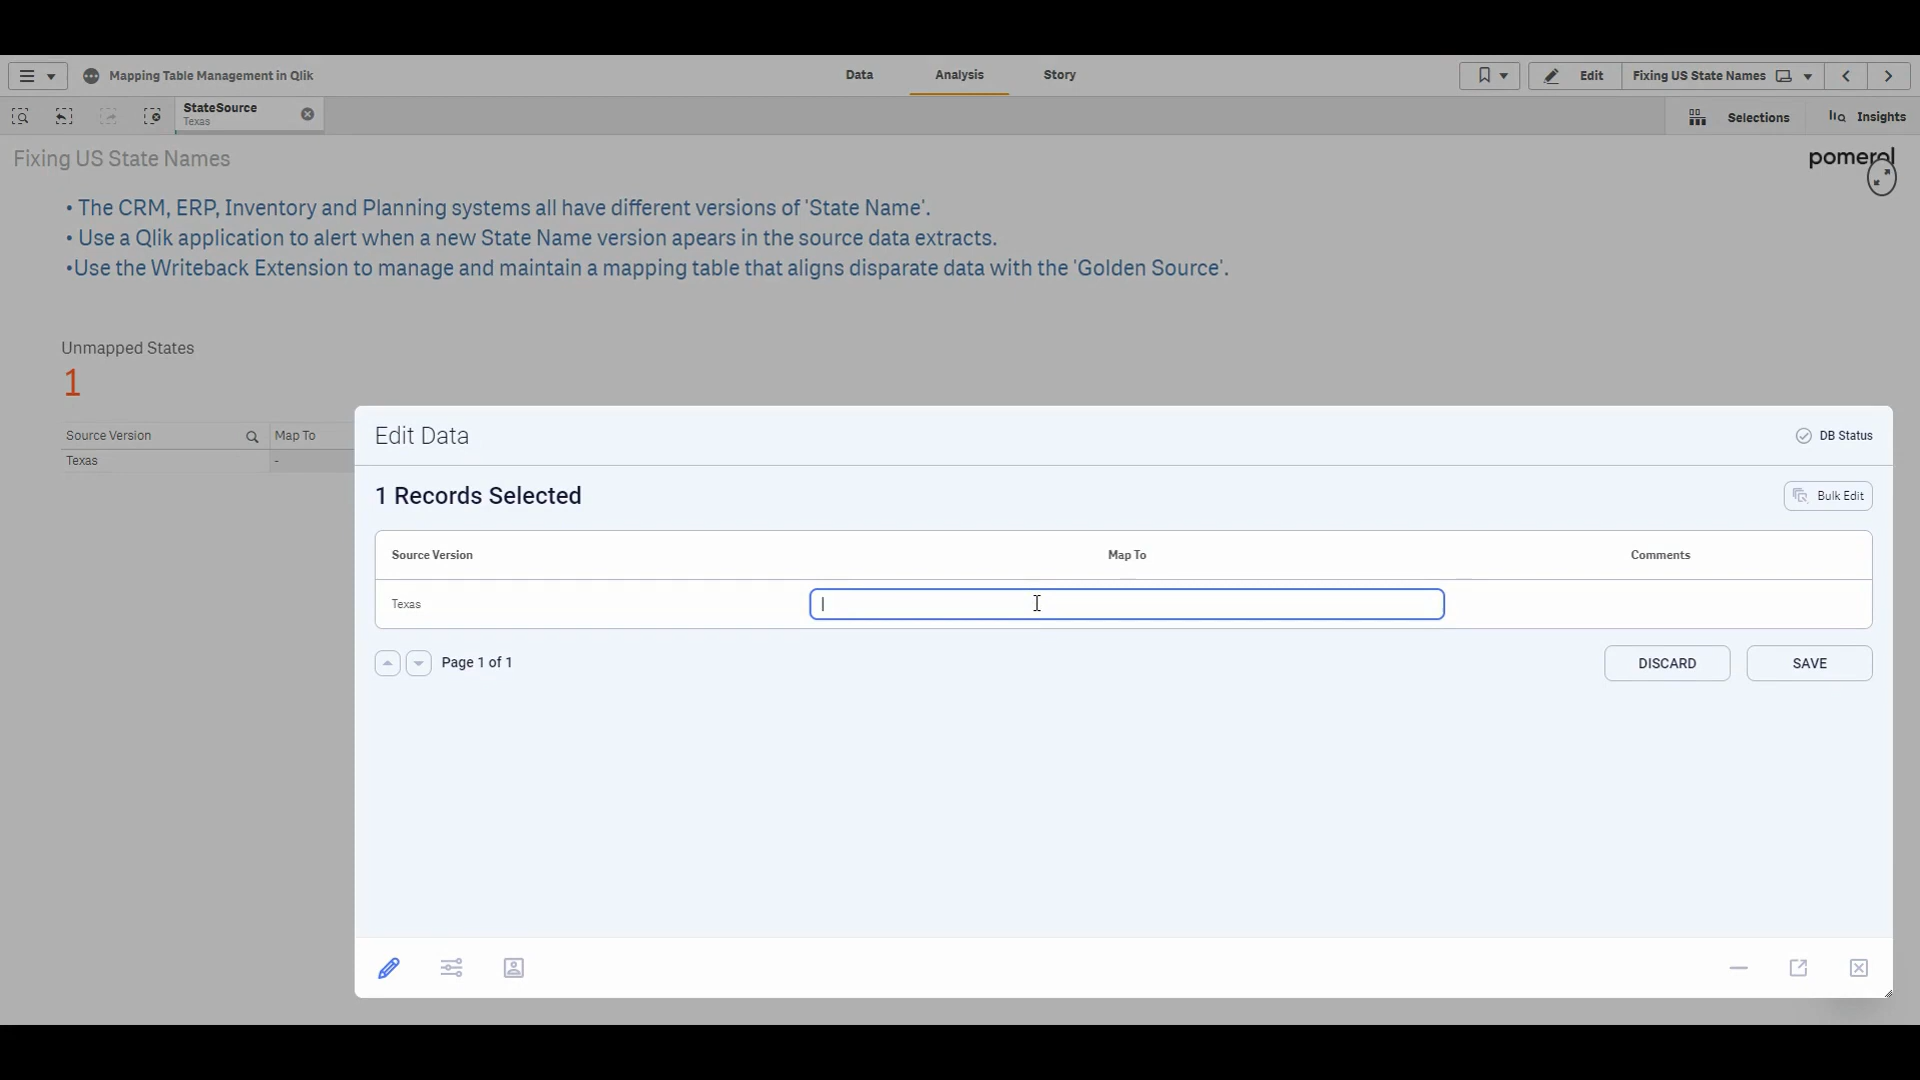 Mapping Table Management in Qlik
Data
Analysis
Story
Edit
Fixing US State Names
StateSource
Texas
Selections
Insights
Fixing US State Names
pomerol
• The CRM, ERP, Inventory and Planning systems all have different versions of 'State Name'.
• Use a Qlik application to alert when a new State Name version apears in the source data extracts.
•Use the Writeback Extension to manage and maintain a mapping table that aligns disparate data with the 'Golden Source'.
Unmapped States
1
Source Version
Map To
Texas
-
Edit Data
DB Status
1 Records Selected
Bulk Edit
Source Version
Map To
Comments
Texas
Page 1 of 1
DISCARD
SAVE